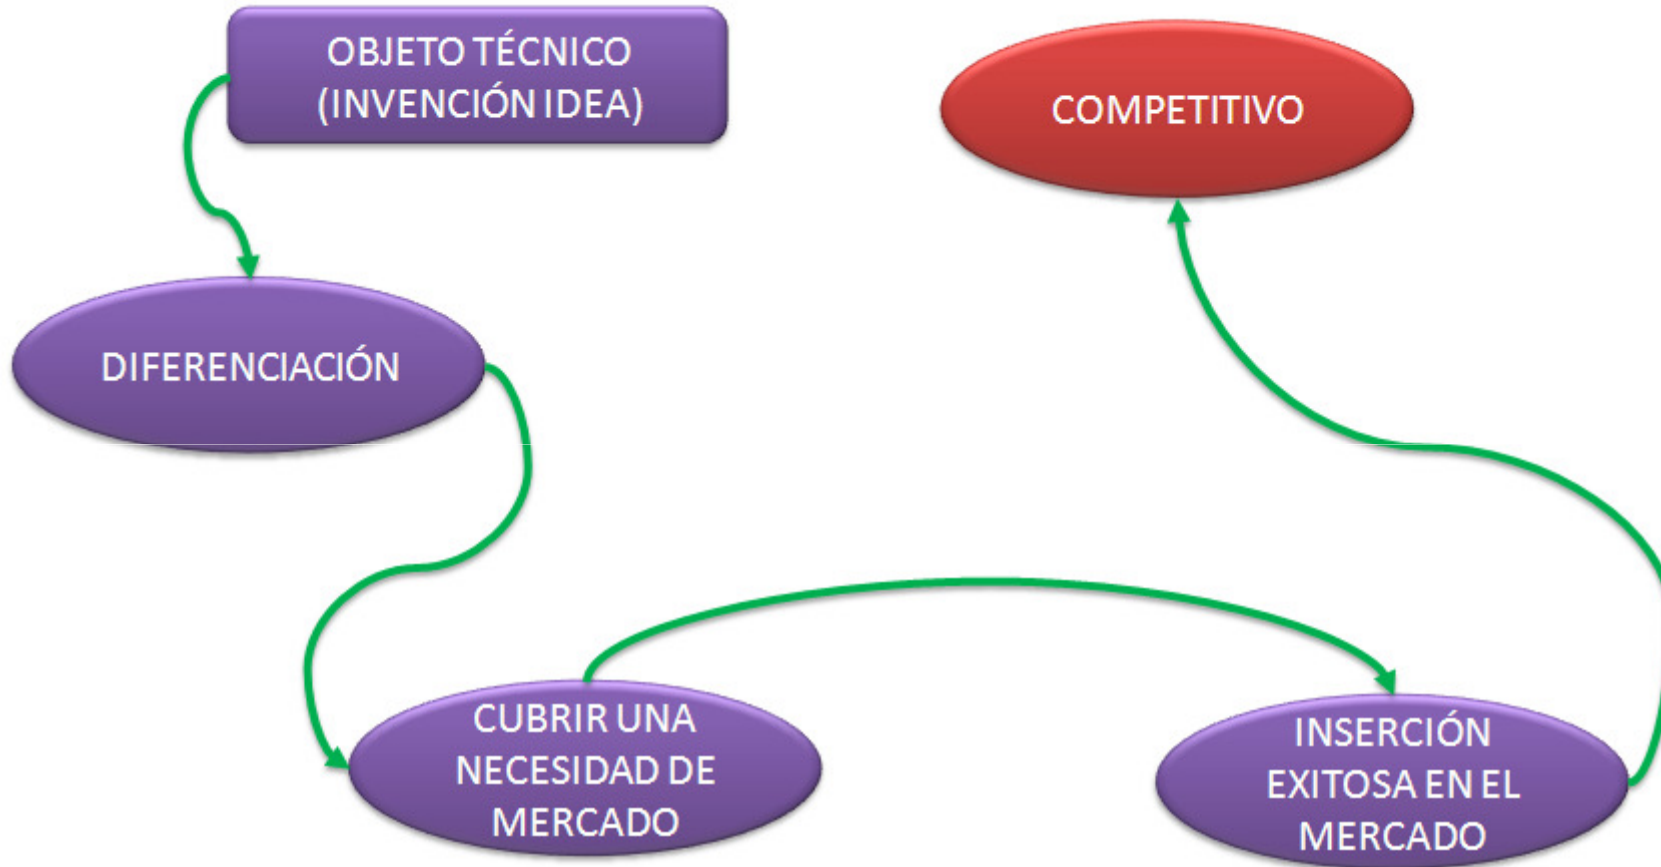 OBJETO TÉCNICO
(INVENCIÓN IDEA)
COMPETITIVO
DIFERENCIACIÓN
CUBRIR UNA
NECESIDAD DE
MERCADO
INSERCIÓN
EXITOSA EN EL
MERCADO